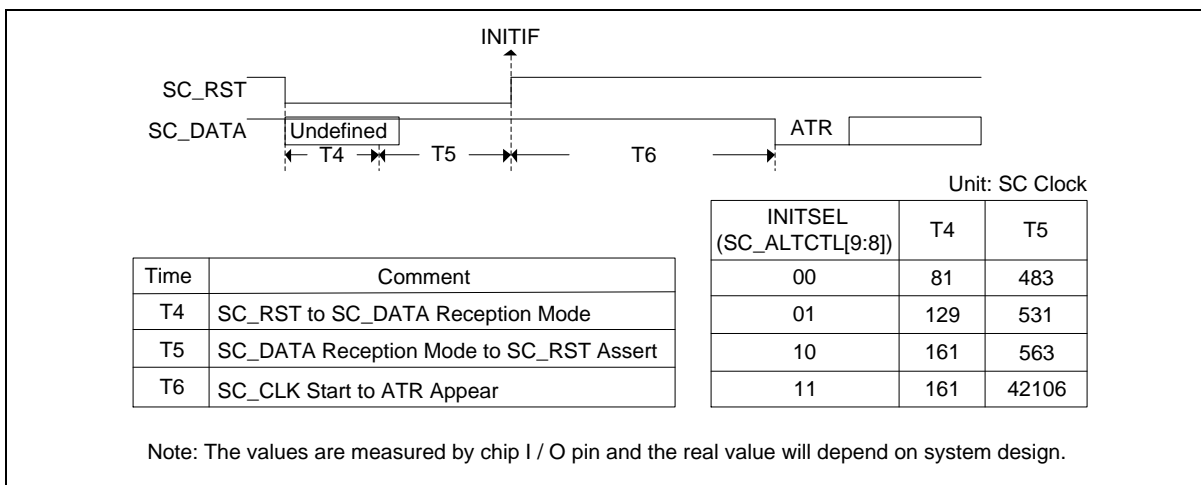 INITIF
SC_RST
SC_DATA
Undefined
ATR
T4
T5
T6
Unit: SC Clock
INITSEL
(SC_ALTCTL[9:8])
T4
T5
00
81
483
01
129
531
10
161
563
11
161
42106
Time
Comment
T4
SC_RST to SC_DATA Reception Mode
T5
SC_DATA Reception Mode to SC_RST Assert
T6
SC_CLK Start to ATR Appear
Note: The values are measured by chip I / O pin and the real value will depend on system design.